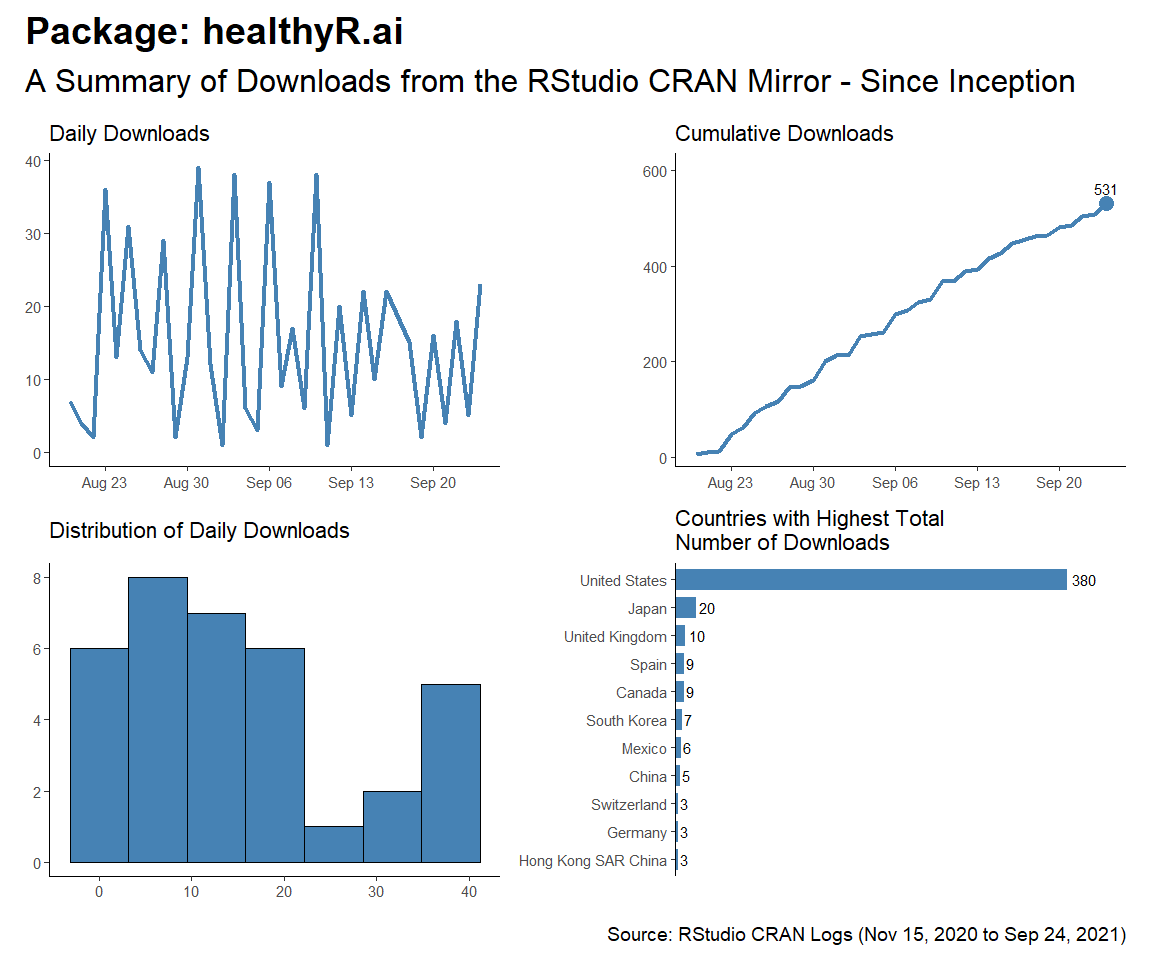 Package: healthyR.ai
A Summary of Downloads from the RStudio CRAN Mirror - Since Inception
Daily Downloads
40
30
20
10
0
Aug 23 Aug 30 Sep 06 Sep 13 Sep 20
Cumulative Downloads
600
400
200
0
531
Aug 23 Aug 30 Sep 06 Sep 13 Sep 20
Distribution of Daily Downloads
8
6
4
2
0
0 10 20 30 40
Countries with Highest Total
Number of Downloads
United States 380
Japan 20
United Kingdom 10
Spain 9
Canada 9
South Korea 7
Mexico 6
China 5
Switzerland 3
Germany 3
Hong Kong SAR China 3
Source: RStudio CRAN Logs (Nov 15, 2020 to Sep 24, 2021)